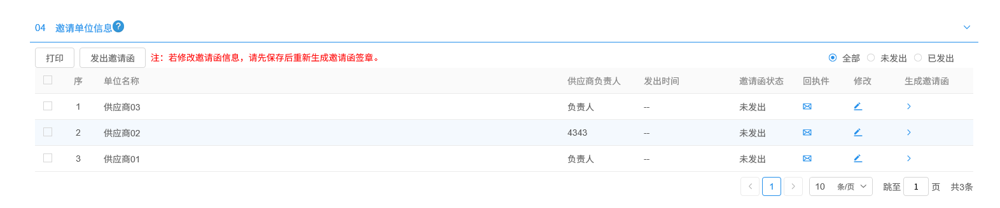 04 邀请单位信息?
打印 发出邀请函 注：若修改邀请函信息，请先保存后重新生成邀请函签章。 全部 未发出 已发出
序 单位名称 供应商负责人 发出时间 邀请函状态 回执件 修改 生成邀请函
1 供应商03 负责人 -- 未发出
2 供应商02 4343 -- 未发出
3 供应商01 负责人 -- 未发出
1 10 条/页 跳至 1 页 共3条